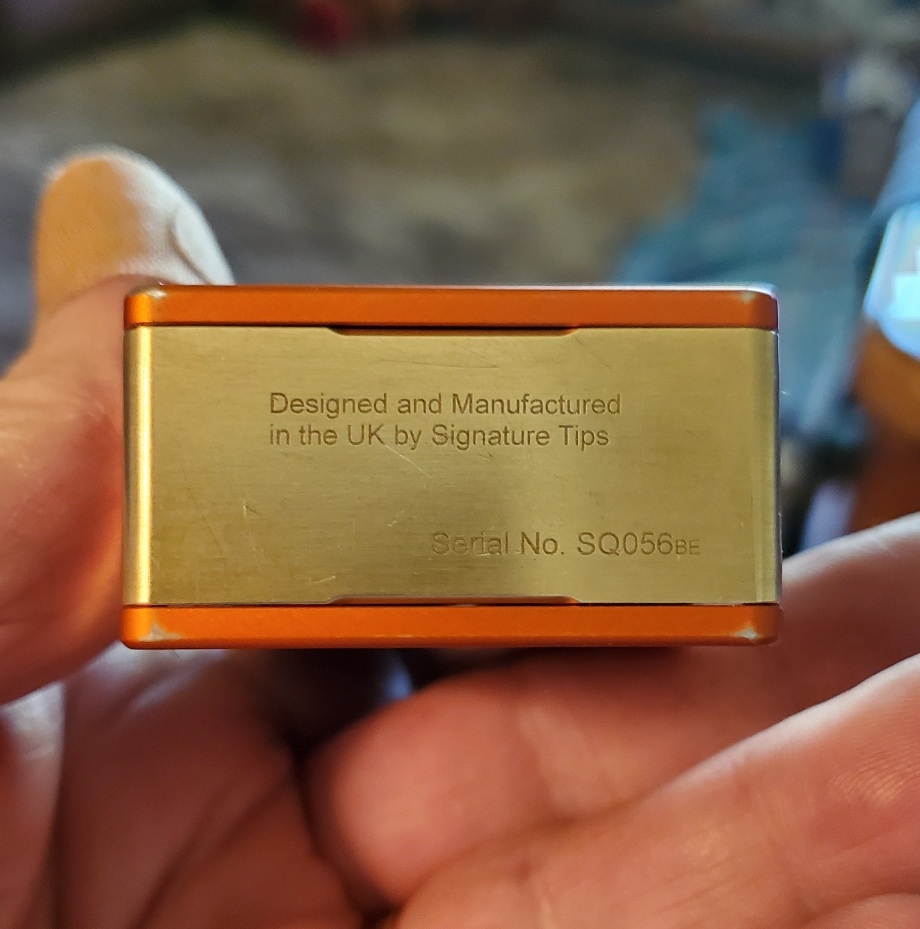 Designed and Manufactured
in the UK by Signature Tips
Serial No. SQ056BE